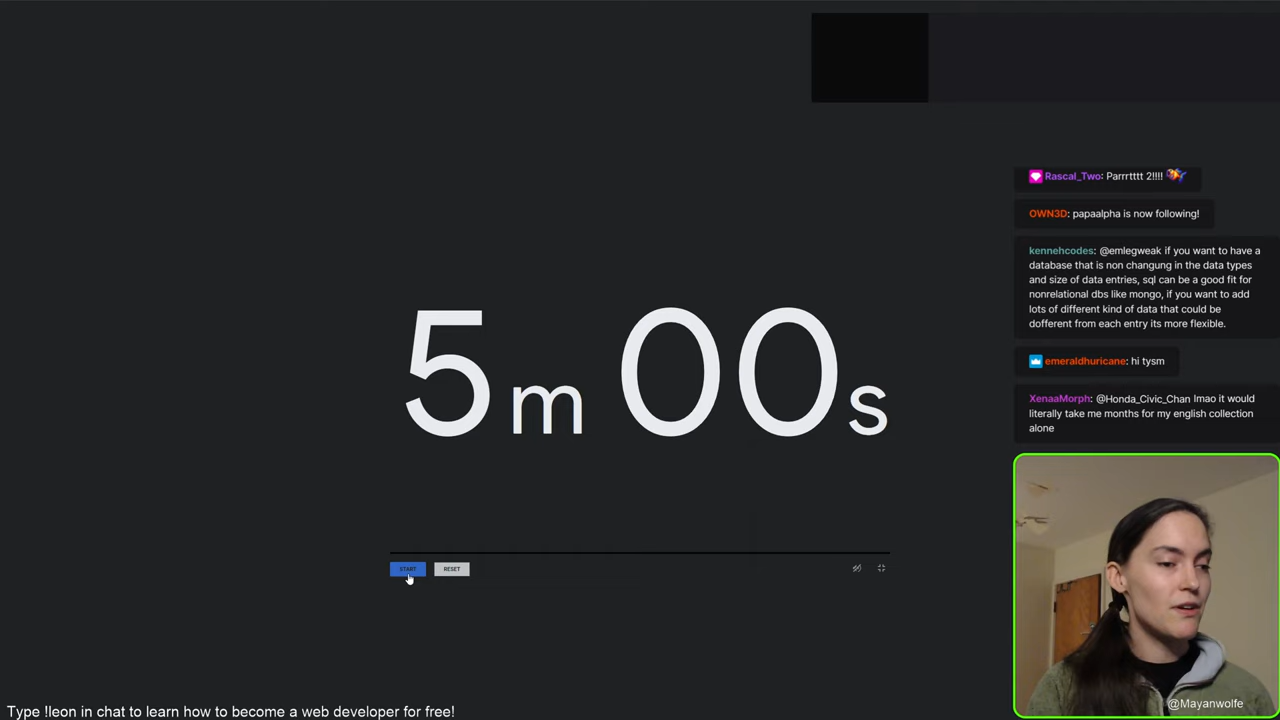 Rascal_Two: Parrrtttt 2!!!!
OWN3D: papaalpha is now following!
kennehcodes: @emlegweak if you want to have a
database that is non changung in the data types
and size of data entries, sql can be a good fit for
nonrelational dbs like mongo, if you want to add
lots of different kind of data that could be
dofferent from each entry its more flexible.
emeraldhuricane: hi tysm
XenaaMorph: @Honda_Civic_Chan lmao it would
literally take me months for my english collection
alone
5m 00s
START
RESET
@Mayanwolfe
Type !leon in chat to learn how to become a web developer for free!